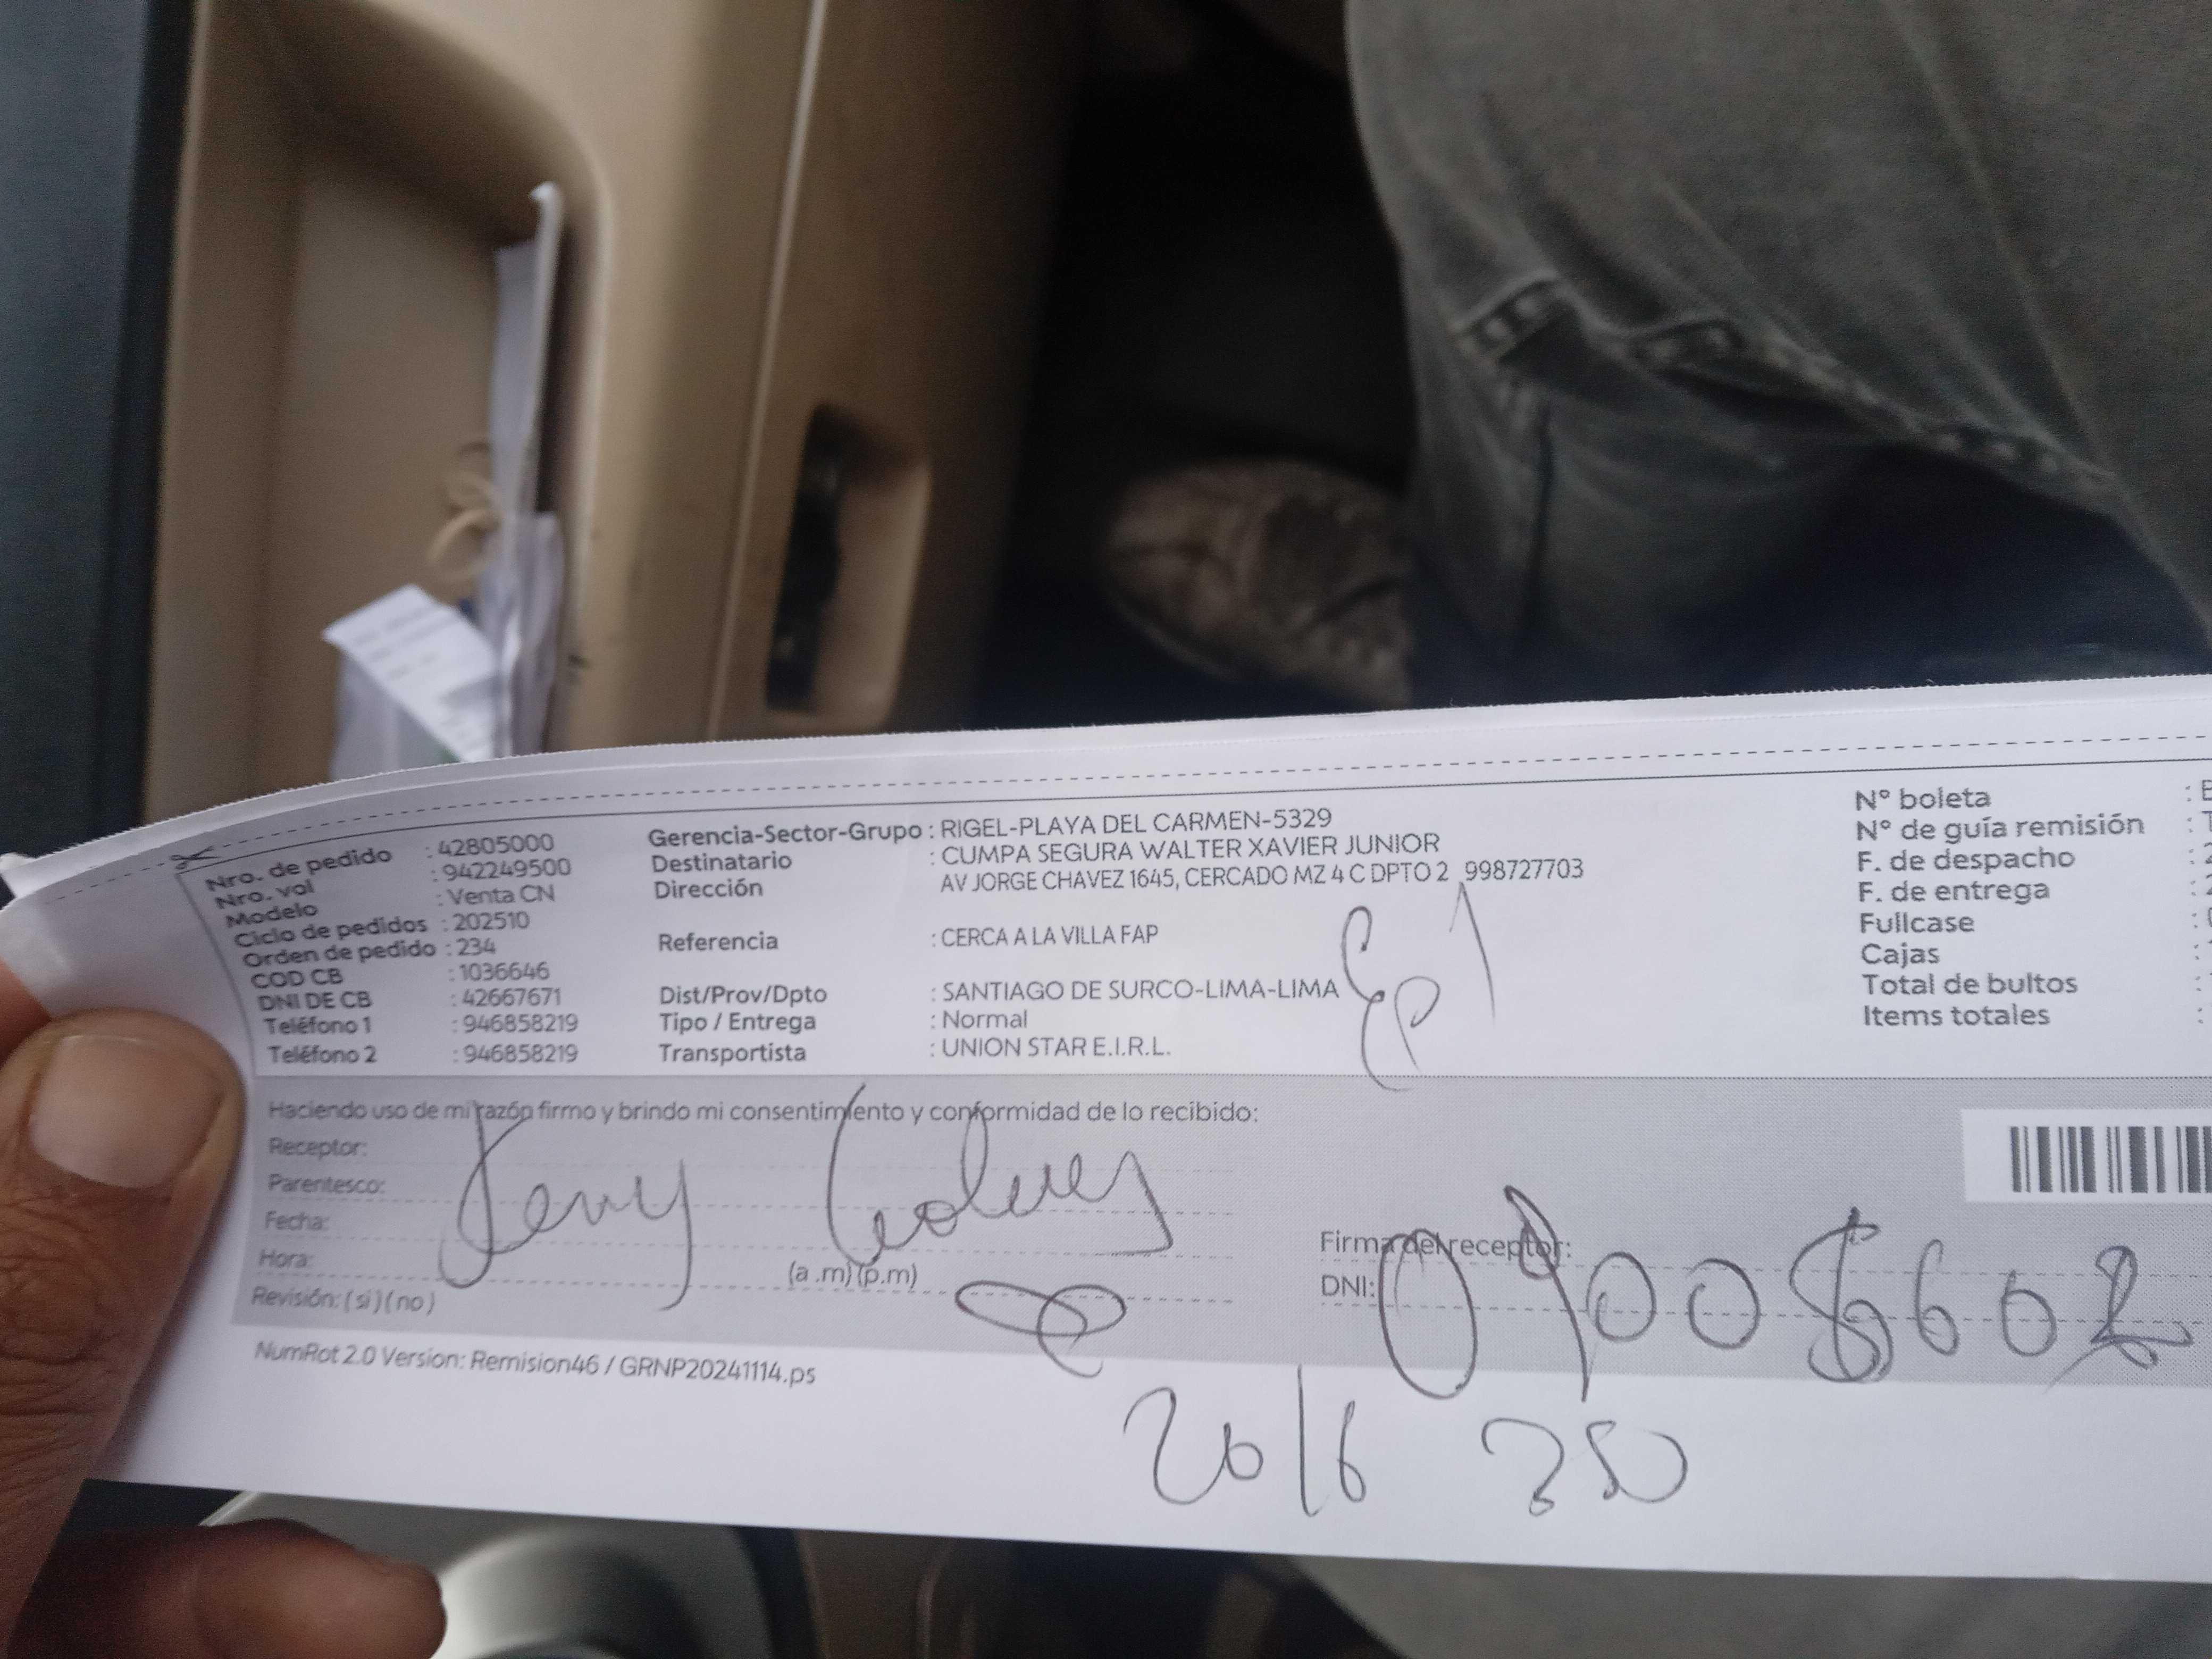 Nro. de pedido : 42805000
Nro. vol : 942249500
Modelo : Venta CN
Ciclo de pedidos : 202510
Orden de pedido : 234
COD CB : 1036646
DNI DE CB : 42667671
Teléfono 1 : 946858219
Teléfono 2 : 946858219
Gerencia-Sector-Grupo : RIGEL-PLAYA DEL CARMEN-5329
Destinatario : CUMPA SEGURA WALTER XAVIER JUNIOR
Dirección AV JORGE CHAVEZ 1645, CERCADO MZ 4 C DPTO 2 998727703
Referencia : CERCA A LA VILLA FAP
Dist/Prov/Dpto : SANTIAGO DE SURCO-LIMA-LIMA
Tipo / Entrega : Normal
Transportista : UNION STAR E.I.R.L.
Nº boleta :
Nº de guía remisión :
F. de despacho : 2
F. de entrega : 2
Fullcase :
Cajas :
Total de bultos :
Items totales :
Haciendo uso de mi razón firmo y brindo mi consentimiento y conformidad de lo recibido:
Receptor:
Parentesco:
Fecha:
Hora: (a .m) (p.m)
Revisión: ( si ) ( no )
Firma del receptor:
DNI:
NumRot 2.0 Version: Remision46 / GRNP20241114.ps
20/6 350